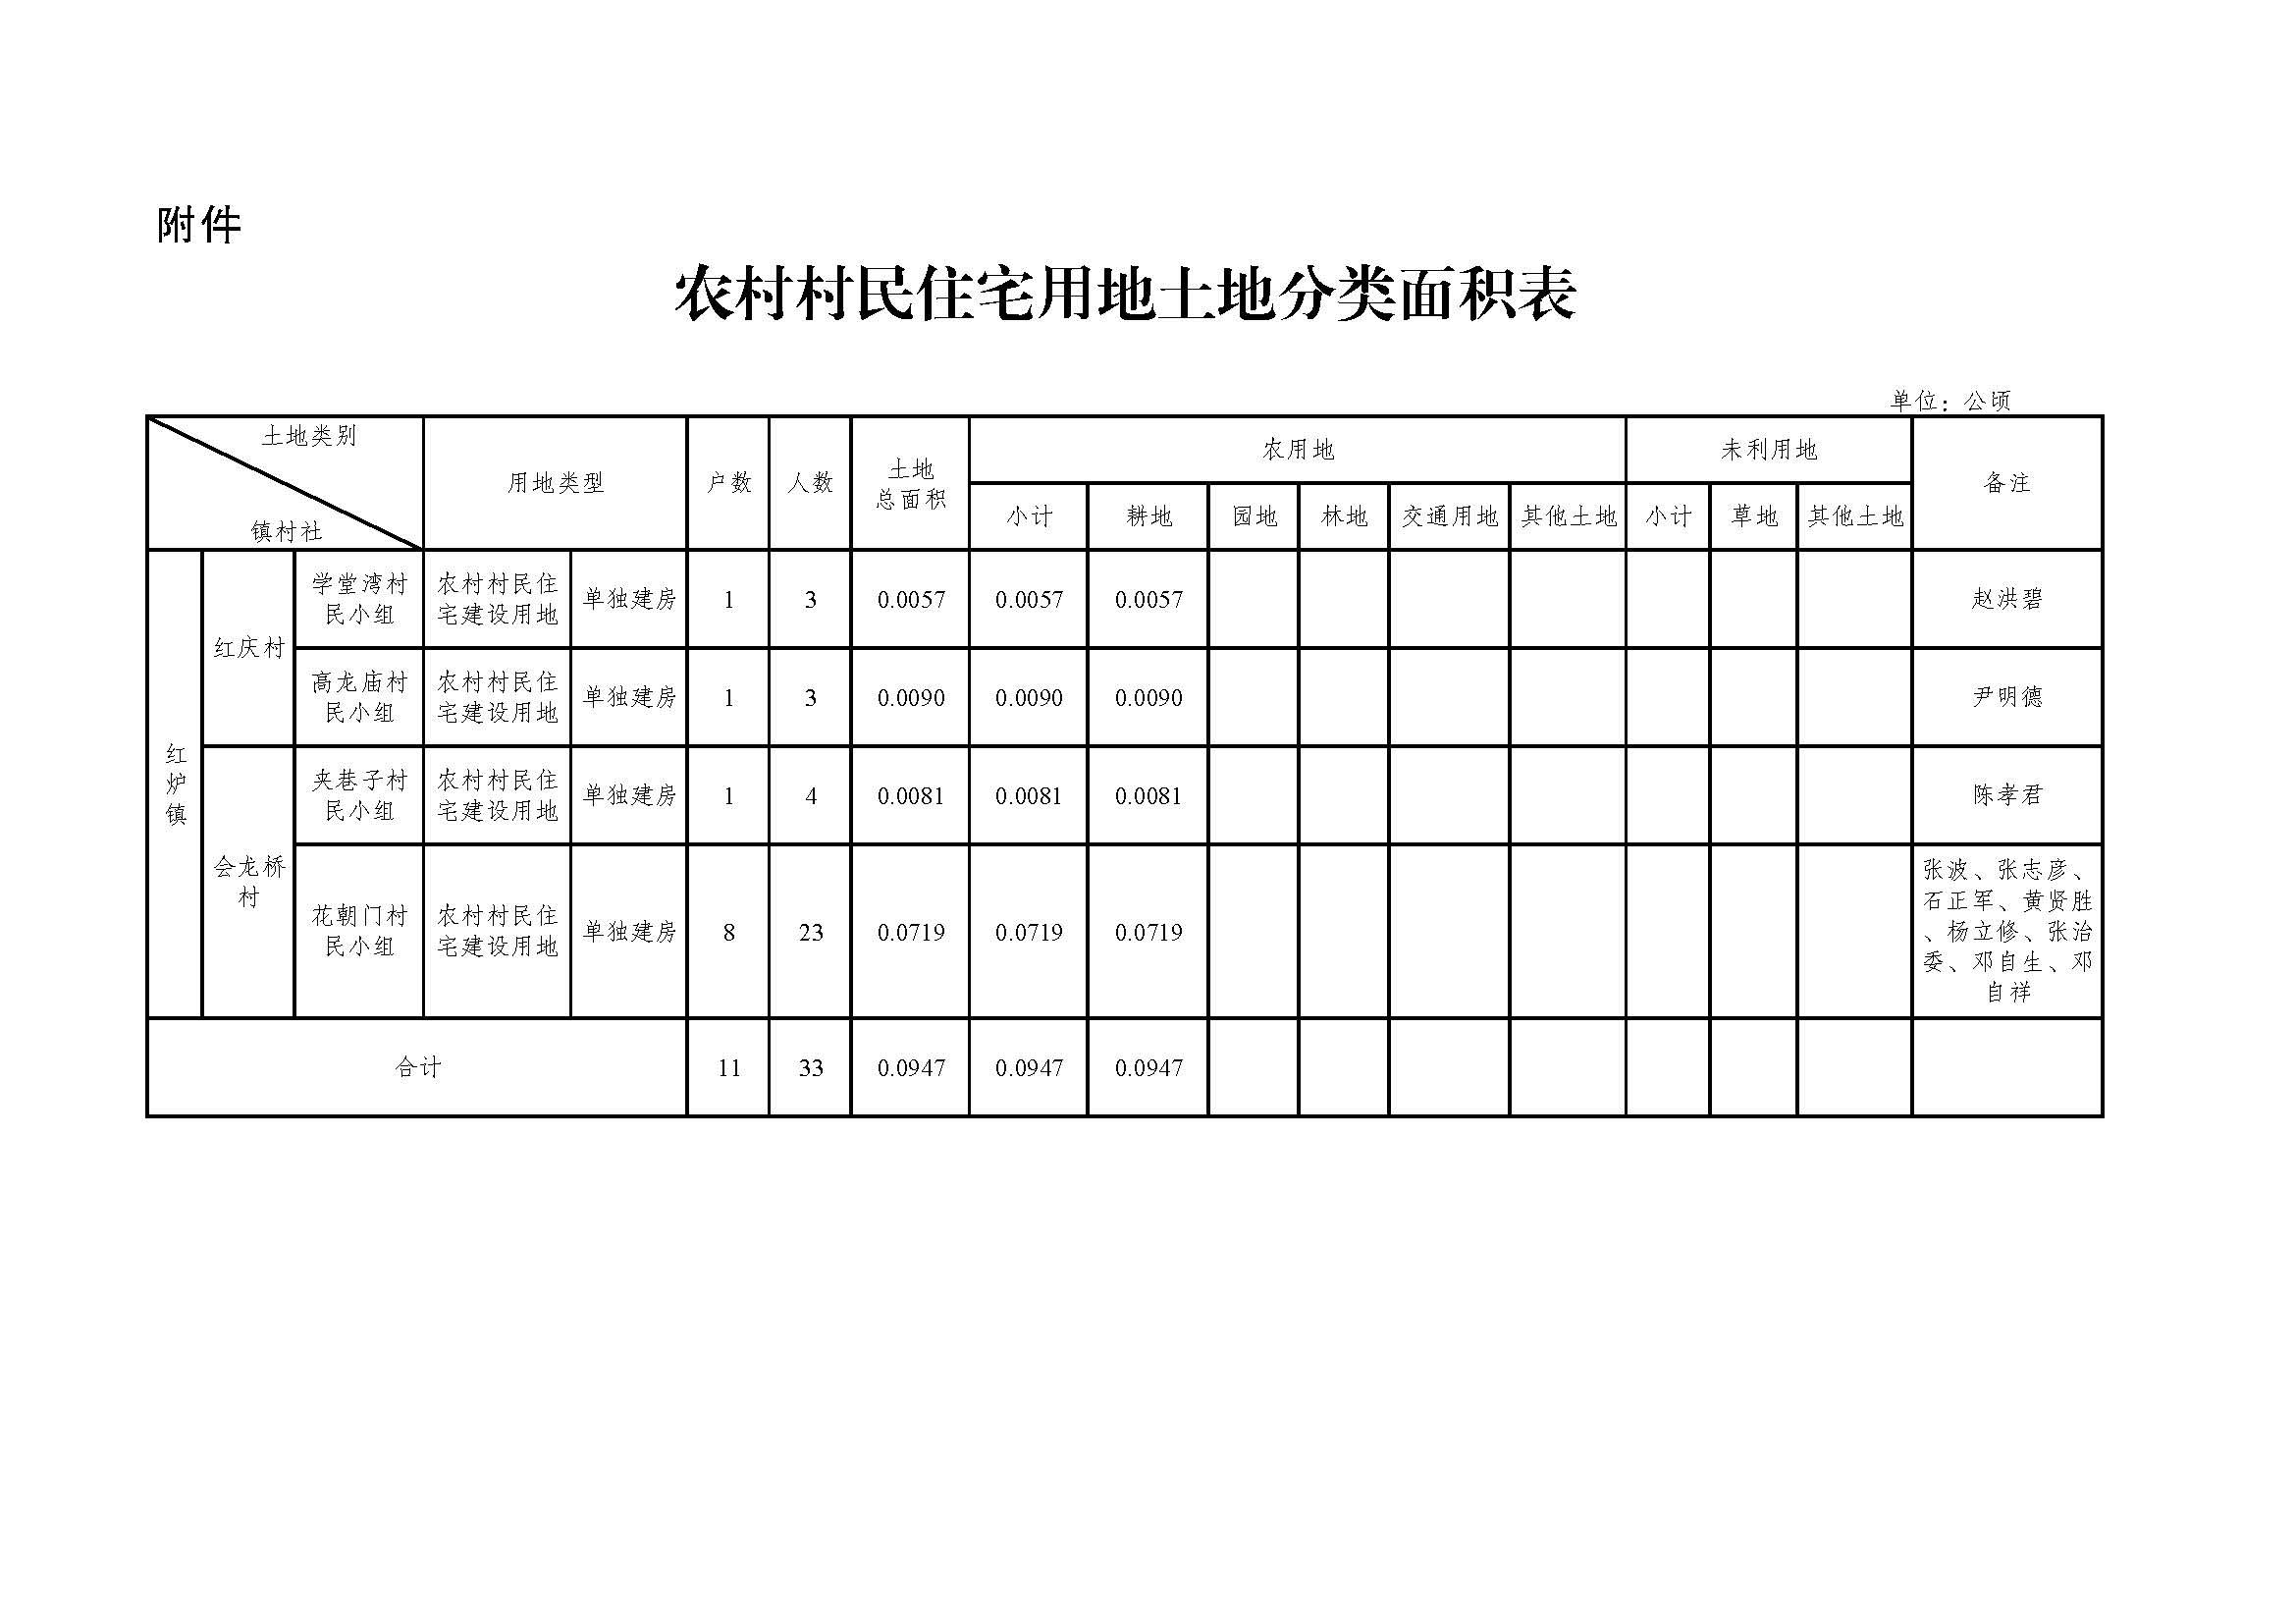 附件
农村村民住宅用地土地分类面积表
单位：公顷
土地类别
镇村社
用地类型
户数
人数
土地
总面积
农用地
未利用地
备注
小计
耕地
园地
林地
交通用地
其他土地
小计
草地
其他土地
红
炉
镇
红庆村
学堂湾村
民小组
农村村民住
宅建设用地
单独建房
1
3
0.0057
0.0057
0.0057
赵洪碧
高龙庙村
民小组
农村村民住
宅建设用地
单独建房
1
3
0.0090
0.0090
0.0090
尹明德
会龙桥
村
夹巷子村
民小组
农村村民住
宅建设用地
单独建房
1
4
0.0081
0.0081
0.0081
陈孝君
花朝门村
民小组
农村村民住
宅建设用地
单独建房
8
23
0.0719
0.0719
0.0719
张波、张志彦、
石正军、黄贤胜
、杨立修、张治
委、邓自生、邓
自祥
合计
11
33
0.0947
0.0947
0.0947